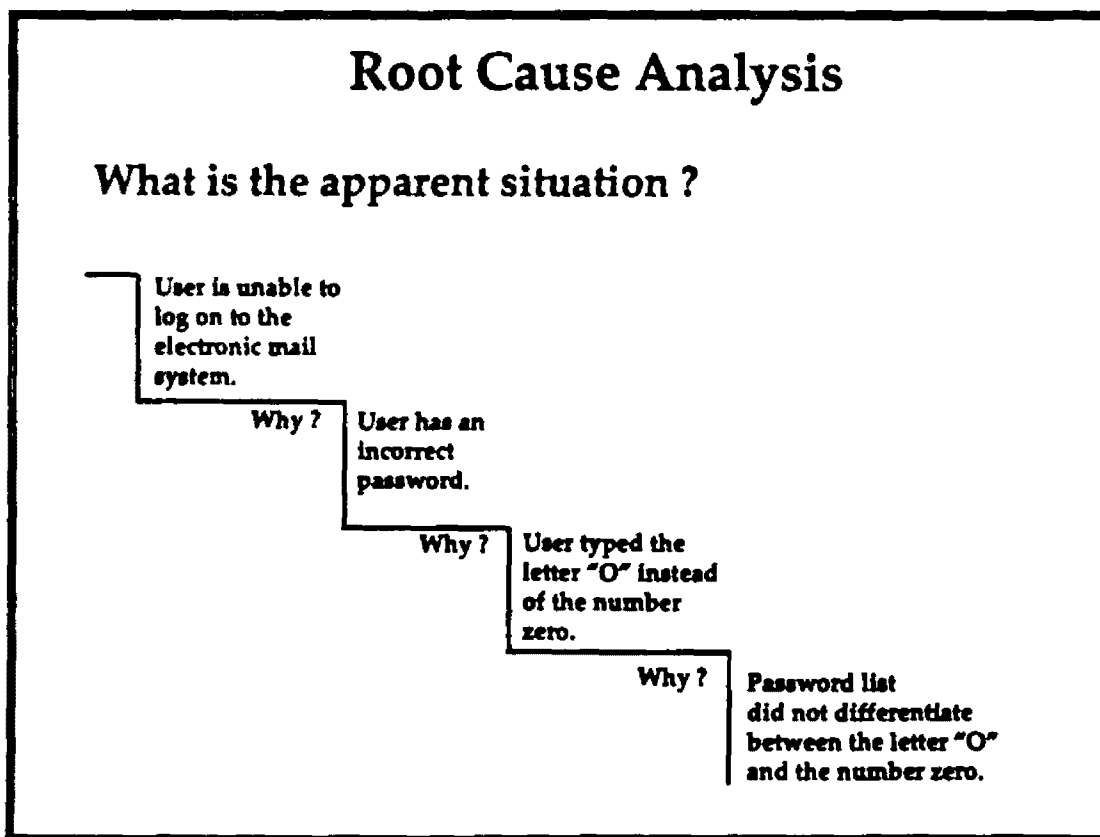 Root Cause Analysis
What is the apparent situation ?
User is unable to
log on to the
electronic mail
system.
Why ?
User has an
incorrect
password.
Why ?
User typed the
letter "O" instead
of the number
zero.
Why ?
Password list
did not differentiate
between the letter "O"
and the number zero.